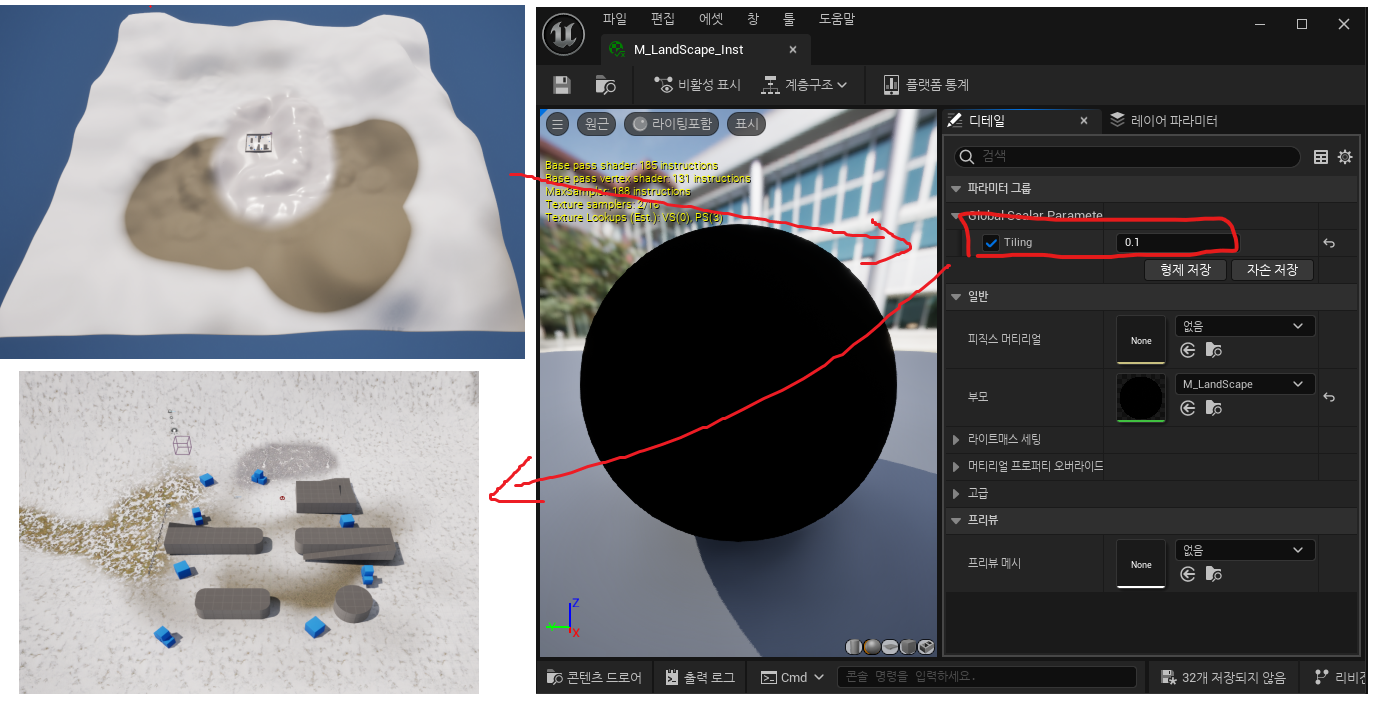 파일 편집 에셋 창 툴 도움말
M_LandScape_Inst
비활성 표시 계층구조 플랫폼 통계
원근 라이팅포함 표시
Base pass shader: 185 instructions
Base pass vertex shader: 131 instructions
MaxSampler: 188 instructions
Texture samplers: 2/16
Texture Lookups (Est.): VS(0), PS(3)
Z
Y
X
디테일 레이어 파라미터
검색
파라미터 그룹
Global Scalar Paramete
Tiling 0.1
형제 저장 자손 저장
일반
피직스 머티리얼 None 없음
부모 M_LandScape
라이트매스 세팅
머티리얼 프로퍼티 오버라이드
고급
프리뷰
프리뷰 메시 None 없음
콘텐츠 드로어 출력 로그 Cmd 콘솔 명령을 입력하세요. 32개 저장되지 않음 리비전